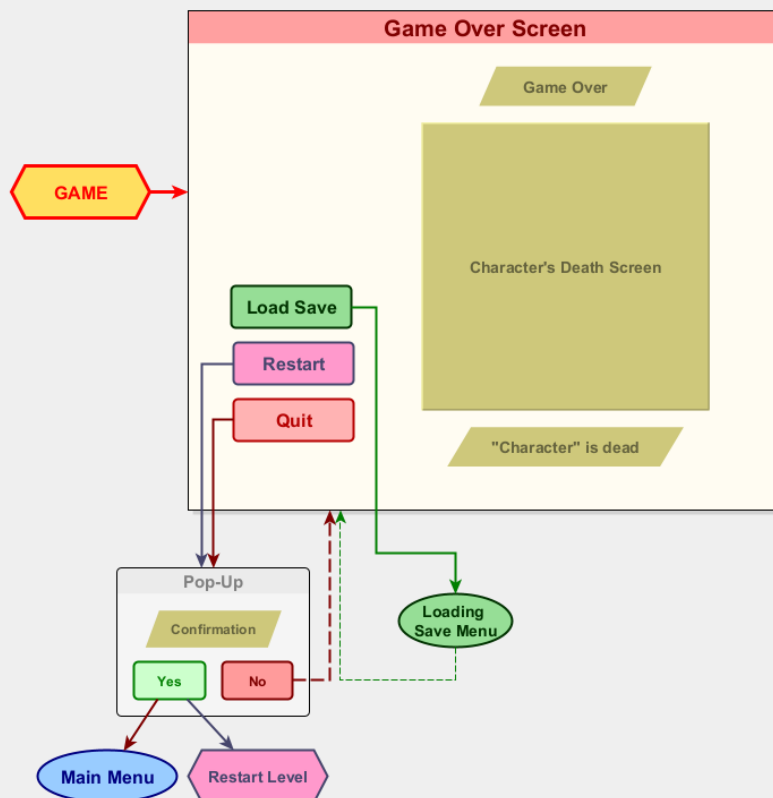 Game Over Screen
Game Over
GAME
Character's Death Screen
Load Save
Restart
Quit
"Character" is dead
Pop-Up
Confirmation
Yes
No
Loading
Save Menu
Main Menu
Restart Level